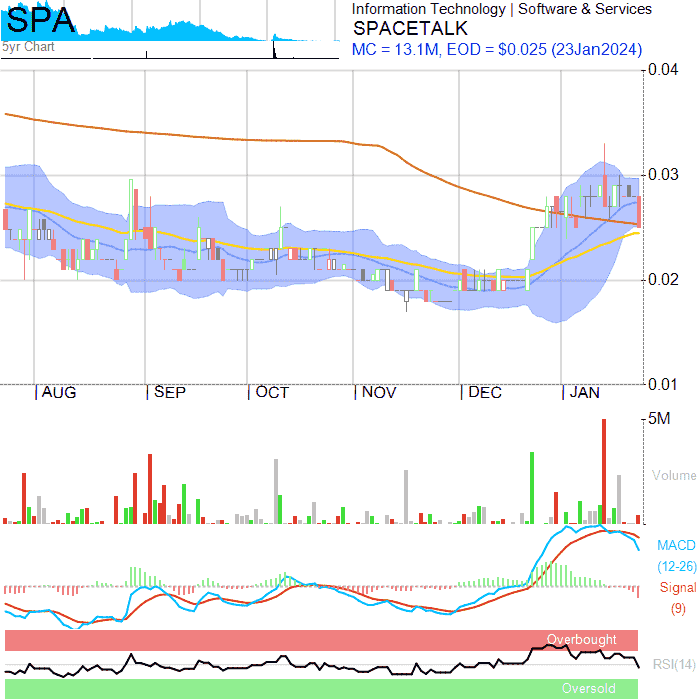 SPA
5yr Chart
Information Technology | Software & Services
SPACETALK
MC = 13.1M, EOD = $0.025 (23Jan2024)
0.04
0.03
0.02
0.01
AUG SEP OCT NOV DEC JAN
5M
Volume
MACD
(12-26)
Signal
(9)
Overbought
RSI(14)
Oversold